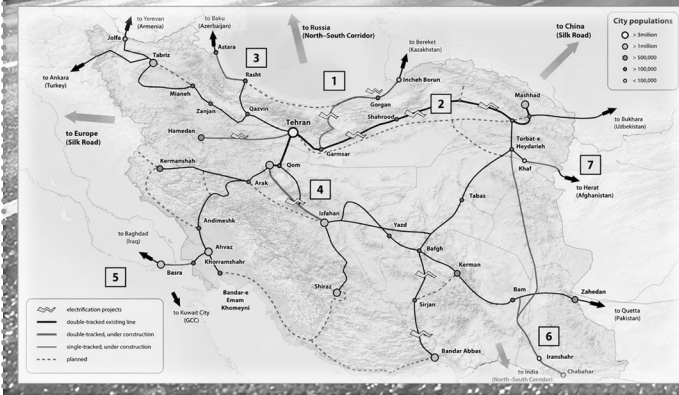 to Yerevan
(Armenia)
to Baku
(Azerbaijan)
to Russia
(North–South Corridor)
to Bereket
(Kazakhstan)
to China
(Silk Road)
City populations
> 3million
> 1million
> 500,000
> 100,000
< 100,000
Jolfa
Tabriz
Astara
3
Rasht
1
Incheh Borun
Gorgan
to Ankara
(Turkey)
Mianeh
Zanjan
Qazvin
Shahrood
2
Mashhad
to Bukhara
(Uzbekistan)
to Europe
(Silk Road)
Hamedan
Tehran
Garmsar
Torbat-e
Heydarieh
Khaf
7
to Herat
(Afghanistan)
Kermanshah
Qom
Arak
4
Tabas
Isfahan
Yazd
Andimeshk
to Baghdad
(Iraq)
Ahvaz
Khorramshahr
Basra
5
Bafgh
Kerman
Bandar-e
Emam
Khomeyni
Shiraz
Sirjan
Bam
Zahedan
to Quetta
(Pakistan)
to Kuwait City
(GCC)
electrification projects
double-tracked existing line
double-tracked, under construction
single-tracked, under construction
planned
Bandar Abbas
6
Iranshahr
Chabahar
to India
(North–South Corridor)